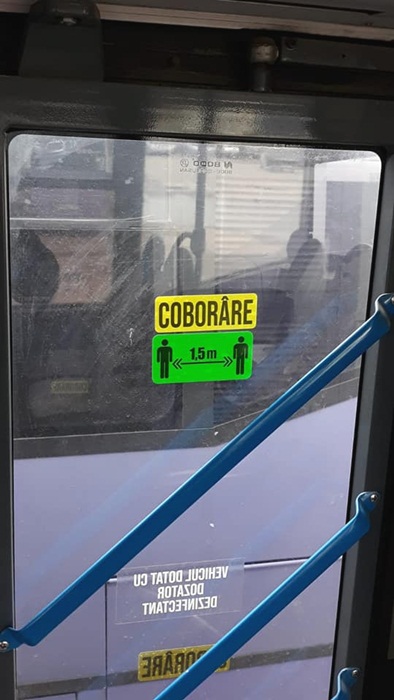 COBORÂRE
1,5m
VEHICUL DOTAT CU
DOZATOR
DEZINFECTANT
COBORÂRE